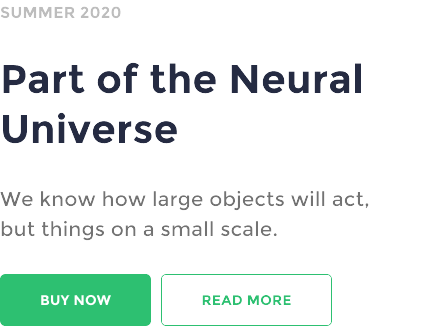 SUMMER 2020
Part of the Neural
Universe
We know how large objects will act,
but things on a small scale.
BUY NOW
READ MORE